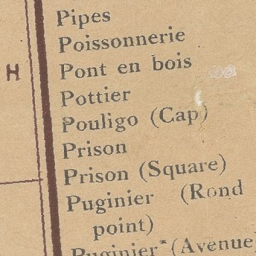 Pipes
Poissonnerie
H
Pont en bois
Pottier
Pouligo (Cap)
Prison
Prison (Square)
Puginier (Rond
point)
Puginier (Avenue